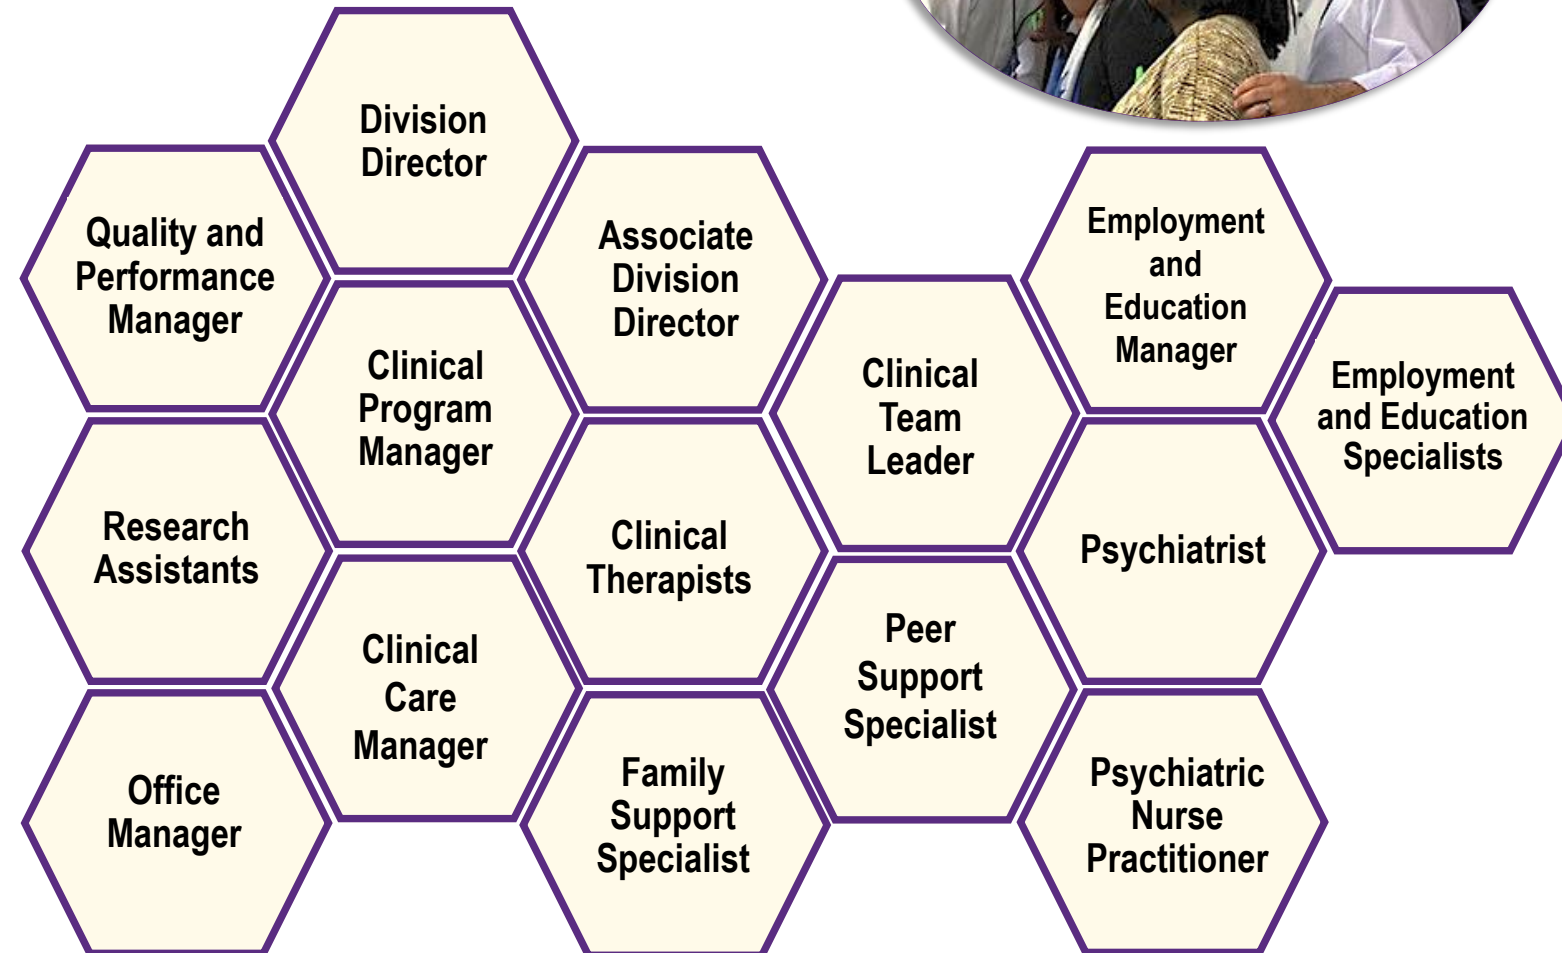 Division
Director
Quality and
Performance
Manager
Associate
Division
Director
Employment
and
Education
Manager
Clinical
Program
Manager
Clinical
Team
Leader
Employment
and Education
Specialists
Research
Assistants
Clinical
Therapists
Psychiatrist
Clinical
Care
Manager
Peer
Support
Specialist
Office
Manager
Family
Support
Specialist
Psychiatric
Nurse
Practitioner